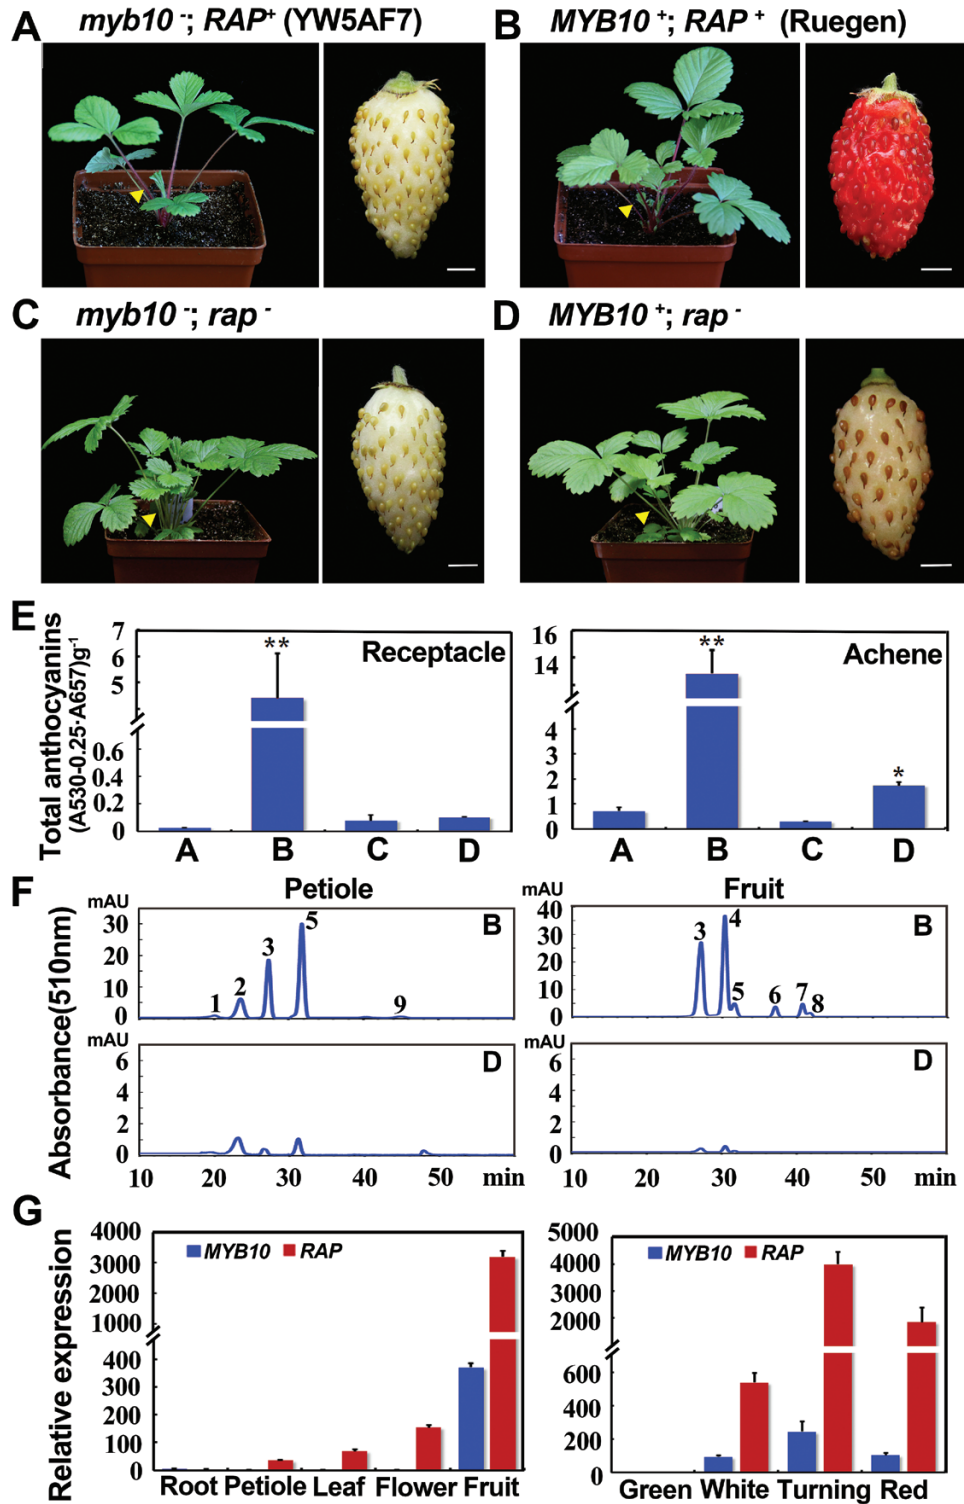 A myb10 -; RAP+ (YW5AF7)
B MYB10 +; RAP + (Ruegen)
C myb10 -; rap -
D MYB10 +; rap -
E
Total anthocyanins
(A530-0.25·A657)g-1
7
6
5
0.6
0.4
0.2
0
Receptacle
**
A B C D
16
14
4
3
2
1
0
Achene
**
*
A B C D
F
Absorbance(510nm)
Petiole
mAU
30
20
10
0
1 2 3 5 9
B
Fruit
mAU
40
30
20
10
0
3 4 5 6 7 8
B
mAU
6
4
2
0
D
10 20 30 40 50 min
mAU
6
4
2
0
D
10 20 30 40 50 min
G
Relative expression
4000
3000
2000
1000
400
300
200
100
0
MYB10 RAP
Root Petiole Leaf Flower Fruit
5000
4000
3000
2000
600
400
200
0
MYB10 RAP
Green White Turning Red